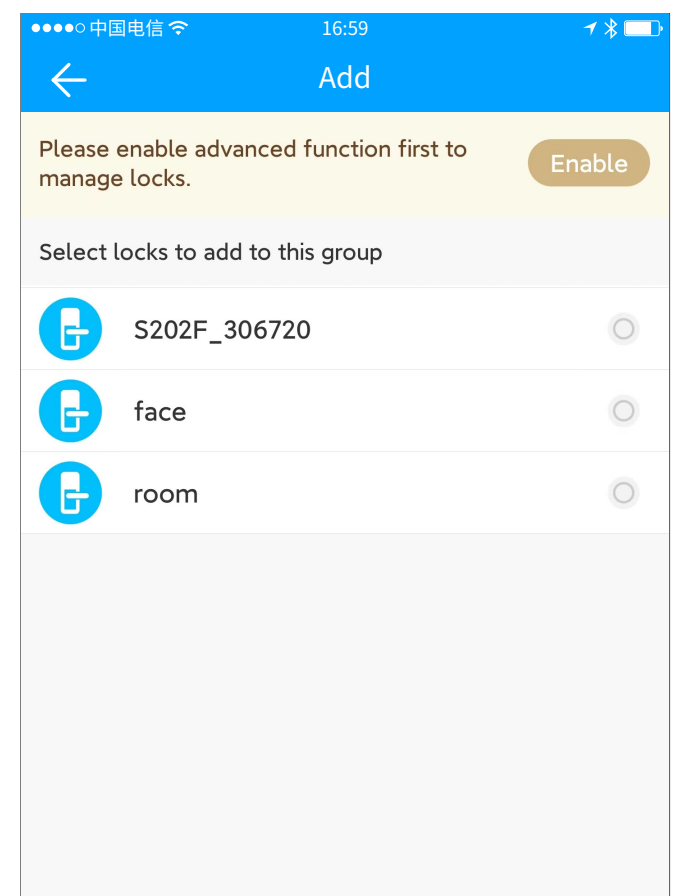 中国电信 16:59
Add
Please enable advanced function first to
manage locks.
Enable
Select locks to add to this group
S202F_306720
face
room